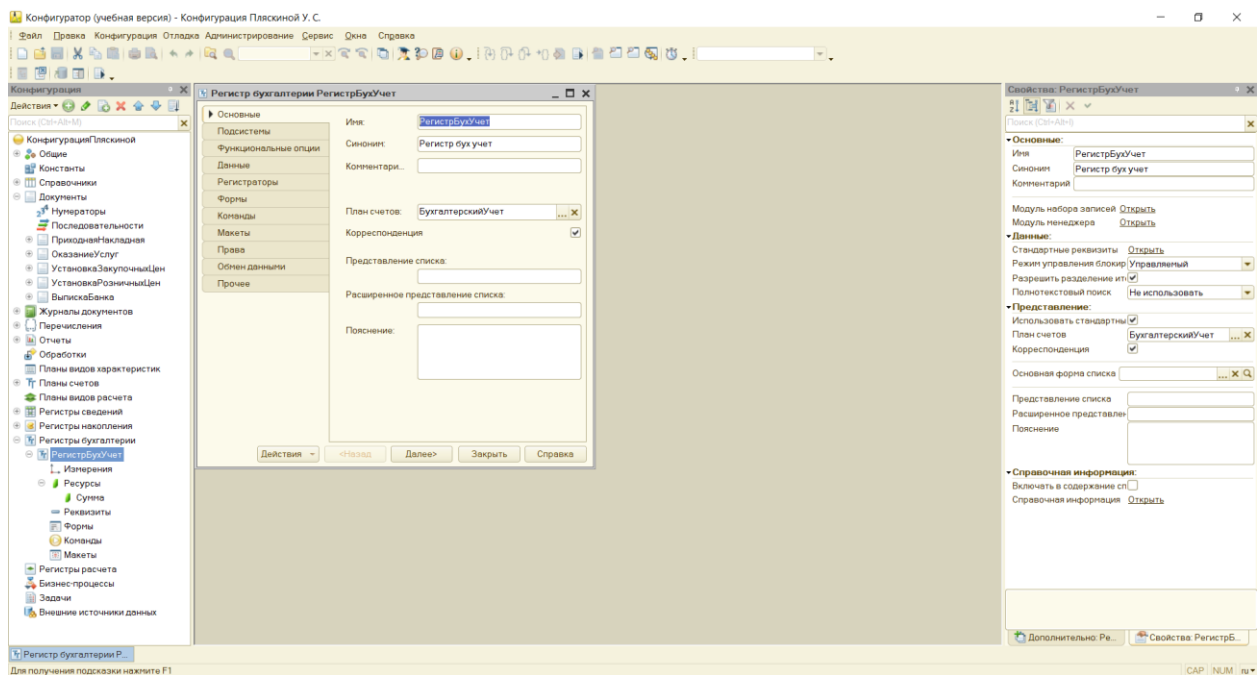 Конфигуратор (учебная версия) - Конфигурация Пляскиной У. С.
Файл Правка Конфигурация Отладка Администрирование Сервис Окна Справка
Конфигурация
Действия
Поиск (Ctrl+Alt+M)
КонфигурацияПляскиной
Общие
Константы
Справочники
Документы
Нумераторы
Последовательности
ПриходнаяНакладная
ОказаниеУслуг
УстановкаЗакупочныхЦен
УстановкаРозничныхЦен
ВыпискаБанка
Журналы документов
Перечисления
Отчеты
Обработки
Планы видов характеристик
Планы счетов
Планы видов расчета
Регистры сведений
Регистры накопления
Регистры бухгалтерии
РегистрБухУчет
Измерения
Ресурсы
Сумма
Реквизиты
Формы
Команды
Макеты
Регистры расчета
Бизнес-процессы
Задачи
Внешние источники данных
Регистр бухгалтерии РегистрБухУчет
Основные
Подсистемы
Функциональные опции
Данные
Регистраторы
Формы
Команды
Макеты
Права
Обмен данными
Прочее
Имя: РегистрБухУчет
Синоним: Регистр бух учет
Комментари...
План счетов: БухгалтерскийУчет ...
Корреспонденция
Представление списка:
Расширенное представление списка:
Пояснение:
Действия <Назад Далее> Закрыть Справка
Свойства: РегистрБухУчет
Поиск (Ctrl+Alt+I)
Основные:
Имя РегистрБухУчет
Синоним Регистр бух учет
Комментарий
Модуль набора записей Открыть
Модуль менеджера Открыть
Данные:
Стандартные реквизиты Открыть
Режим управления блокир Управляемый
Разрешить разделение ит
Полнотекстовый поиск Не использовать
Представление:
Использовать стандартны
План счетов БухгалтерскийУчет ...
Корреспонденция
Основная форма списка ...
Представление списка
Расширенное представлен
Пояснение
Справочная информация:
Включать в содержание сп
Справочная информация Открыть
Дополнительно: Ре... Свойства: РегистрБ...
Регистр бухгалтерии Р...
Для получения подсказки нажмите F1
CAP NUM ru